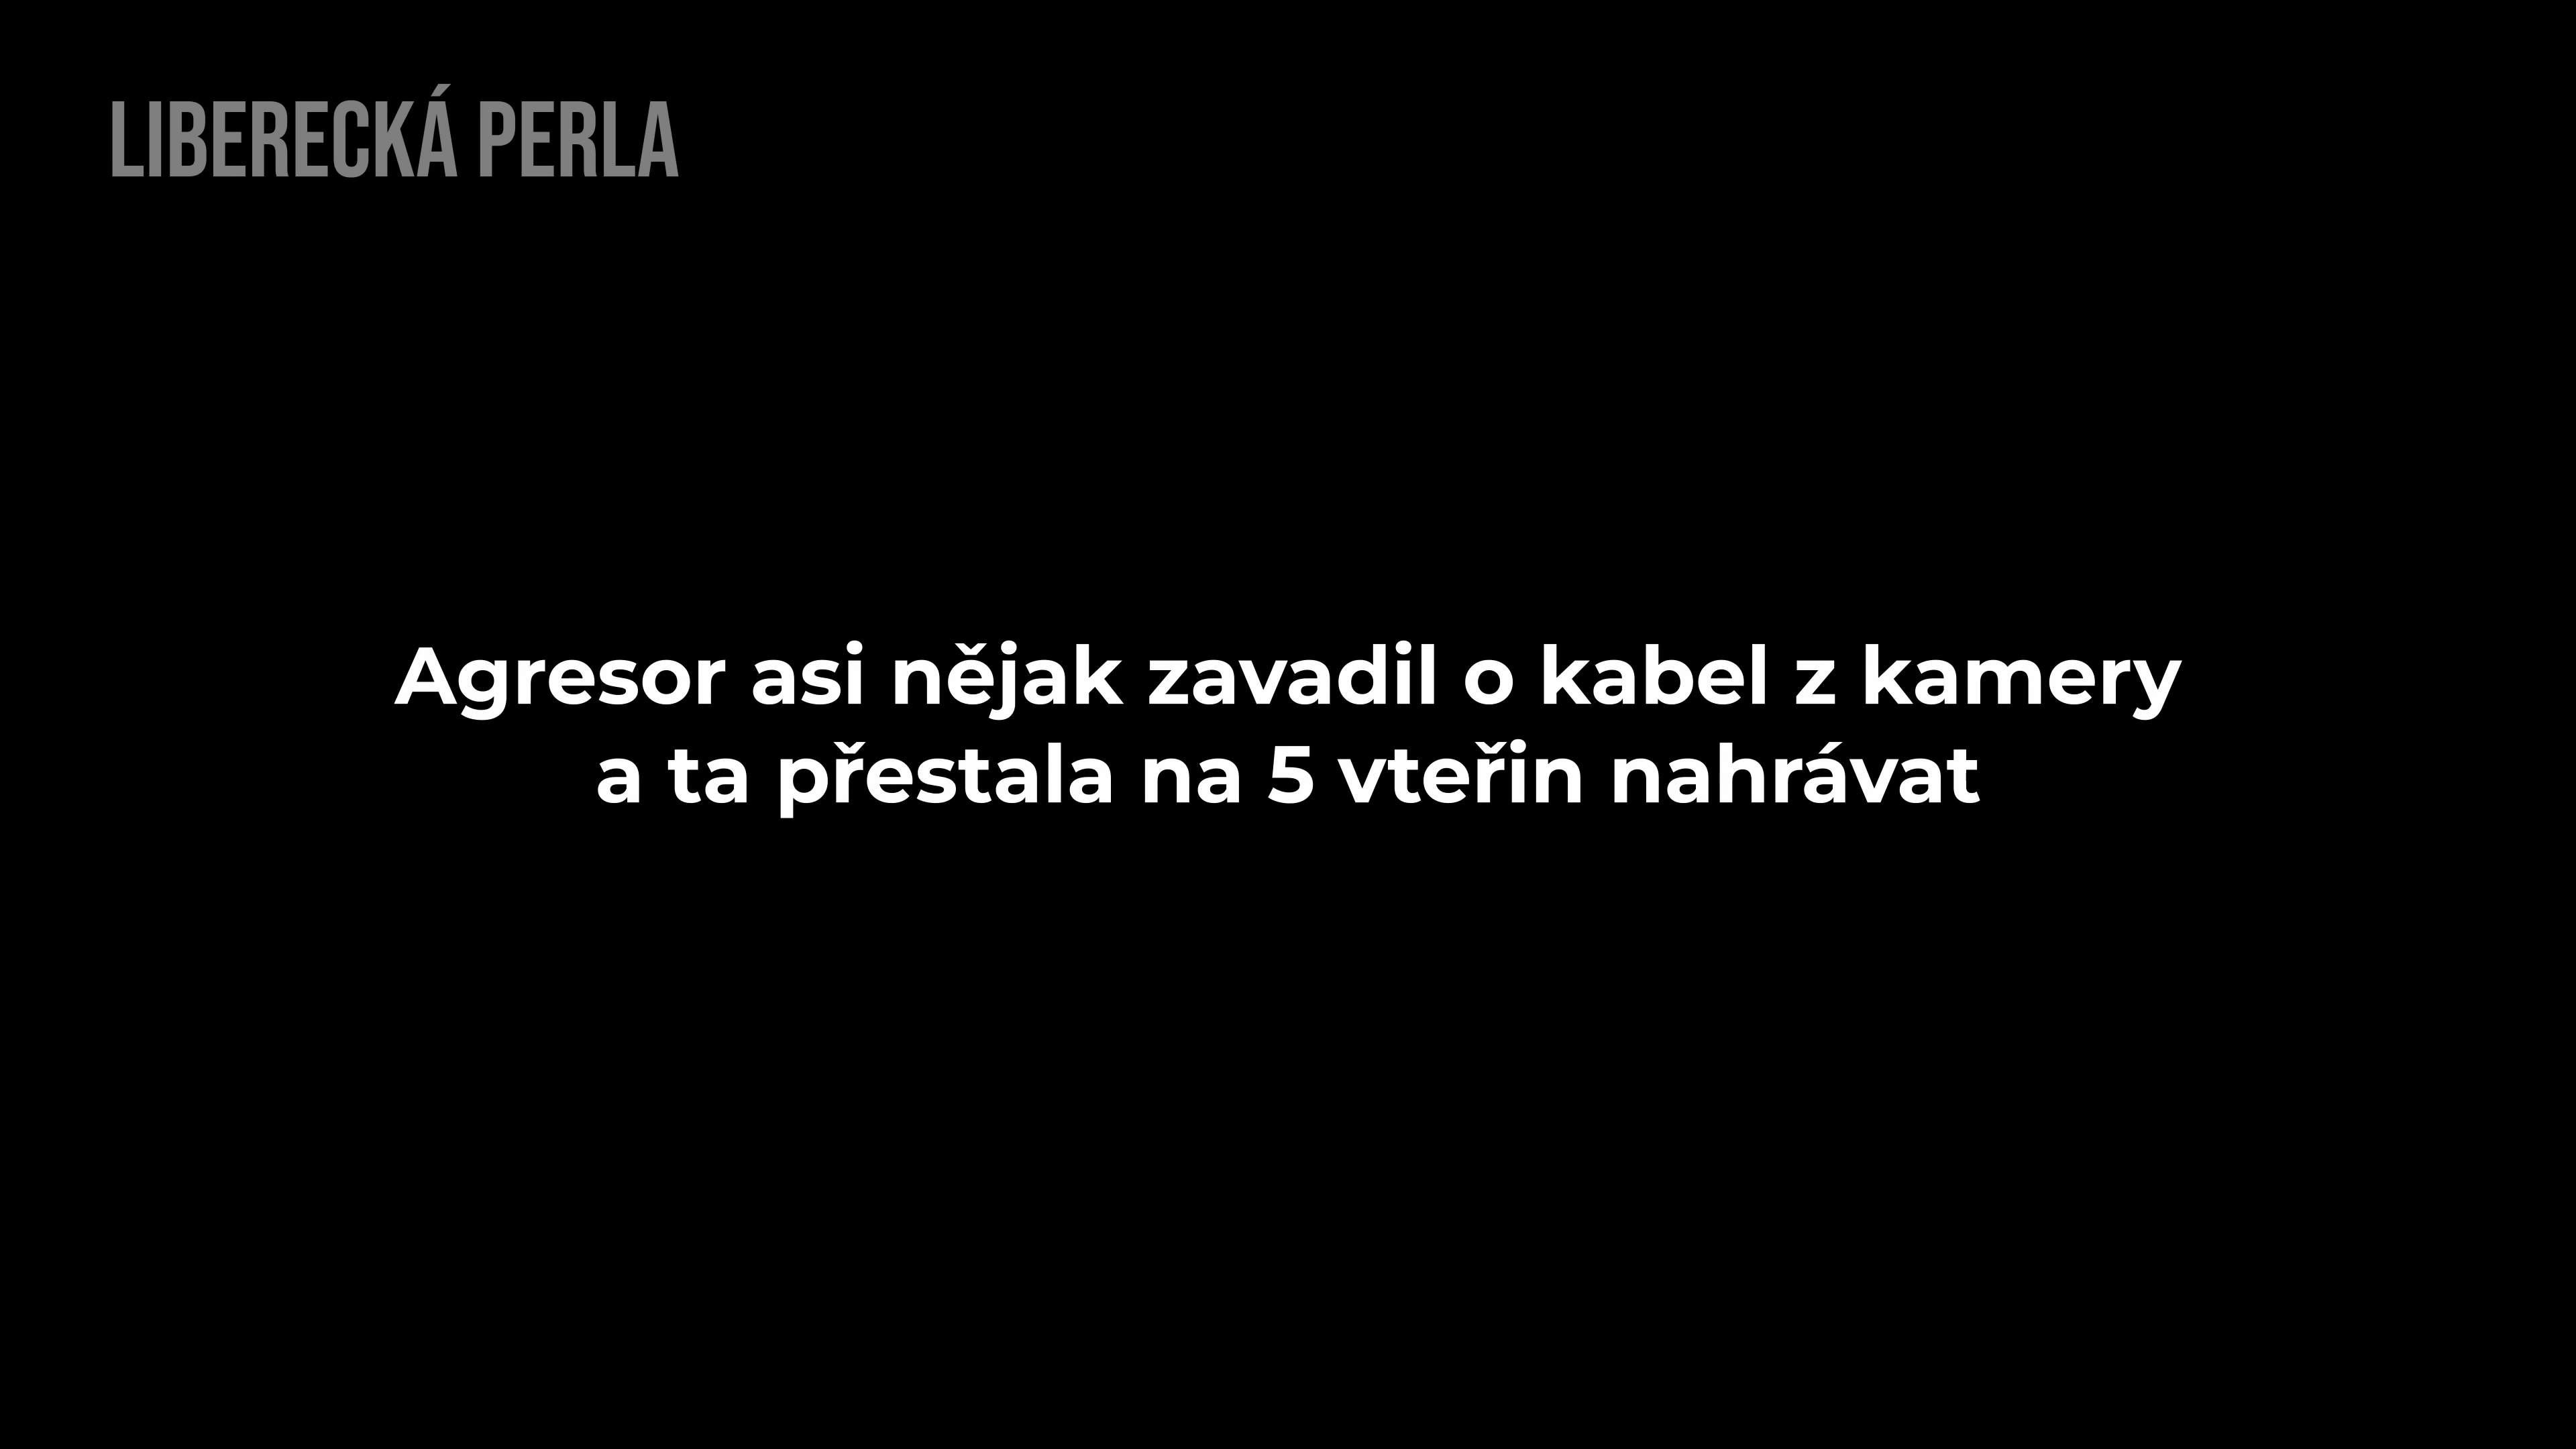 LIBERECKÁ PERLA
Agresor asi nějak zavadil o kabel z kamery
a ta přestala na 5 vteřin nahrávat